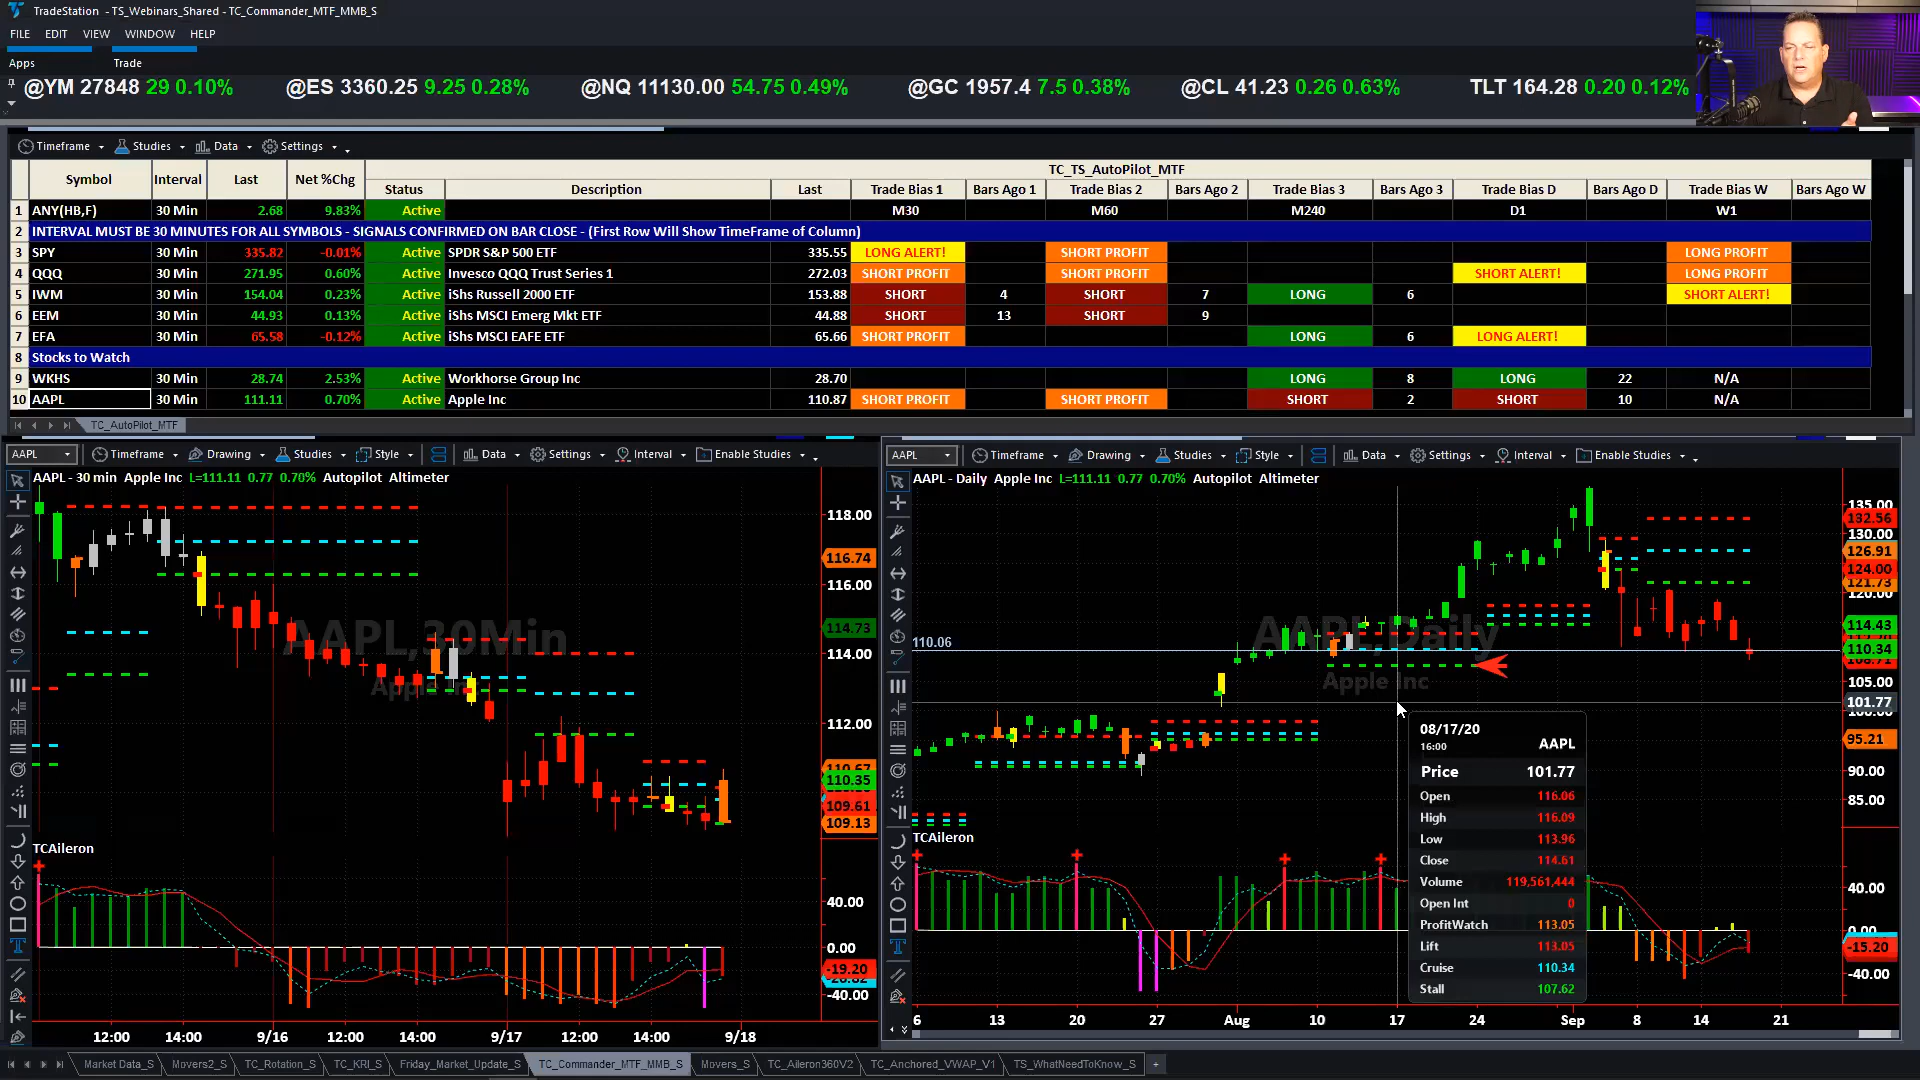 TradeStation - TS_Webinars_Shared - TC_Commander_MTF_MMB_S
FILE EDIT VIEW WINDOW HELP
Apps Trade
@YM 27848 29 0.10% @ES 3360.25 9.25 0.28% @NQ 11130.00 54.75 0.49% @GC 1957.4 7.5 0.38% @CL 41.23 0.26 0.63% TLT 164.28 0.20 0.12%
Timeframe Studies Data Settings
TC_TS_AutoPilot_MTF
Symbol Interval Last Net %Chg Status Description Last Trade Bias 1 Bars Ago 1 Trade Bias 2 Bars Ago 2 Trade Bias 3 Bars Ago 3 Trade Bias D Bars Ago D Trade Bias W Bars Ago W
1 ANY(HB,F) 30 Min 2.68 9.83% Active M30 M60 M240 D1 W1
2 INTERVAL MUST BE 30 MINUTES FOR ALL SYMBOLS - SIGNALS CONFIRMED ON BAR CLOSE - (First Row Will Show TimeFrame of Column)
3 SPY 30 Min 335.82 -0.01% Active SPDR S&P 500 ETF 335.55 LONG ALERT! SHORT PROFIT LONG PROFIT
4 QQQ 30 Min 271.95 0.60% Active Invesco QQQ Trust Series 1 272.03 SHORT PROFIT SHORT PROFIT SHORT ALERT! LONG PROFIT
5 IWM 30 Min 154.04 0.23% Active iShs Russell 2000 ETF 153.88 SHORT 4 SHORT 7 LONG 6 SHORT ALERT!
6 EEM 30 Min 44.93 0.13% Active iShs MSCI Emerg Mkt ETF 44.88 SHORT 13 SHORT 9
7 EFA 30 Min 65.58 -0.12% Active iShs MSCI EAFE ETF 65.66 SHORT PROFIT LONG 6 LONG ALERT!
8 Stocks to Watch
9 WKHS 30 Min 28.74 2.53% Active Workhorse Group Inc 28.70 LONG 8 LONG 22 N/A
10 AAPL 30 Min 111.11 0.70% Active Apple Inc 110.87 SHORT PROFIT SHORT PROFIT SHORT 2 SHORT 10 N/A
TC_AutoPilot_MTF
AAPL Timeframe Drawing Studies Style Data Settings Interval Enable Studies
AAPL - 30 min Apple Inc L=111.11 0.77 0.70% Autopilot Altimeter
118.00
116.74
116.00
114.73
114.00
112.00
110.35
109.61
109.13
AAPL,30Min
TCAileron
40.00
0.00
-19.20
-40.00
12:00 14:00 9/16 12:00 14:00 9/17 12:00 14:00 9/18
AAPL Timeframe Drawing Studies Style Data Settings Interval Enable Studies
AAPL - Daily Apple Inc L=111.11 0.77 0.70% Autopilot Altimeter
135.00
132.56
130.00
126.91
124.00
121.73
120.00
114.43
110.34
105.00
101.77
95.21
90.00
85.00
110.06
AAPL,Daily
Apple Inc
08/17/20
16:00 AAPL
Price 101.77
Open 116.06
High 116.09
Low 113.96
Close 114.61
Volume 119,561,444
Open Int 0
ProfitWatch 113.05
Lift 113.05
Cruise 110.34
Stall 107.62
TCAileron
40.00
0.00
-15.20
-40.00
6 13 20 27 Aug 10 17 24 Sep 8 14 21
Market Data_S Movers2_S TC_Rotation_S TC_KRI_S Friday_Market_Update_S TC_Commander_MTF_MMB_S Movers_S TC_Aileron360V2 TC_Anchored_VWAP_V1 TS_WhatNeedToKnow_S +